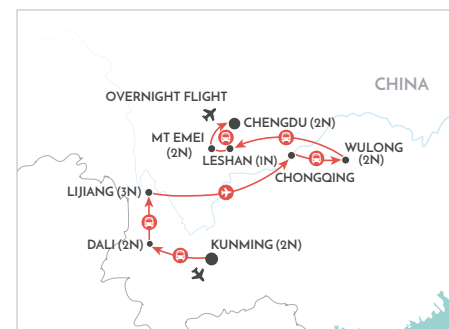 CHINA
OVERNIGHT FLIGHT
CHENGDU (2N)
MT EMEI
(2N)
LESHAN (1N)
WULONG
(2N)
CHONGQING
LIJIANG (3N)
DALI (2N)
KUNMING (2N)